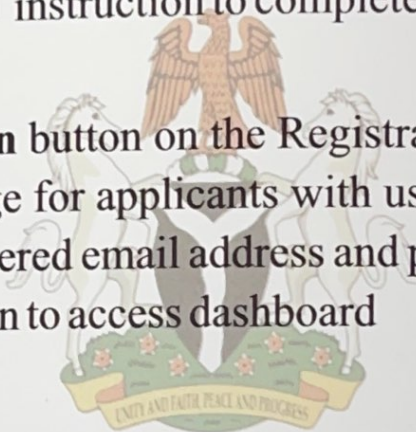 instruction to complete
n button on the Registra
ge for applicants with us
ered email address and p
n to access dashboard
UNITY AND FAITH, PEACE AND PROGRESS